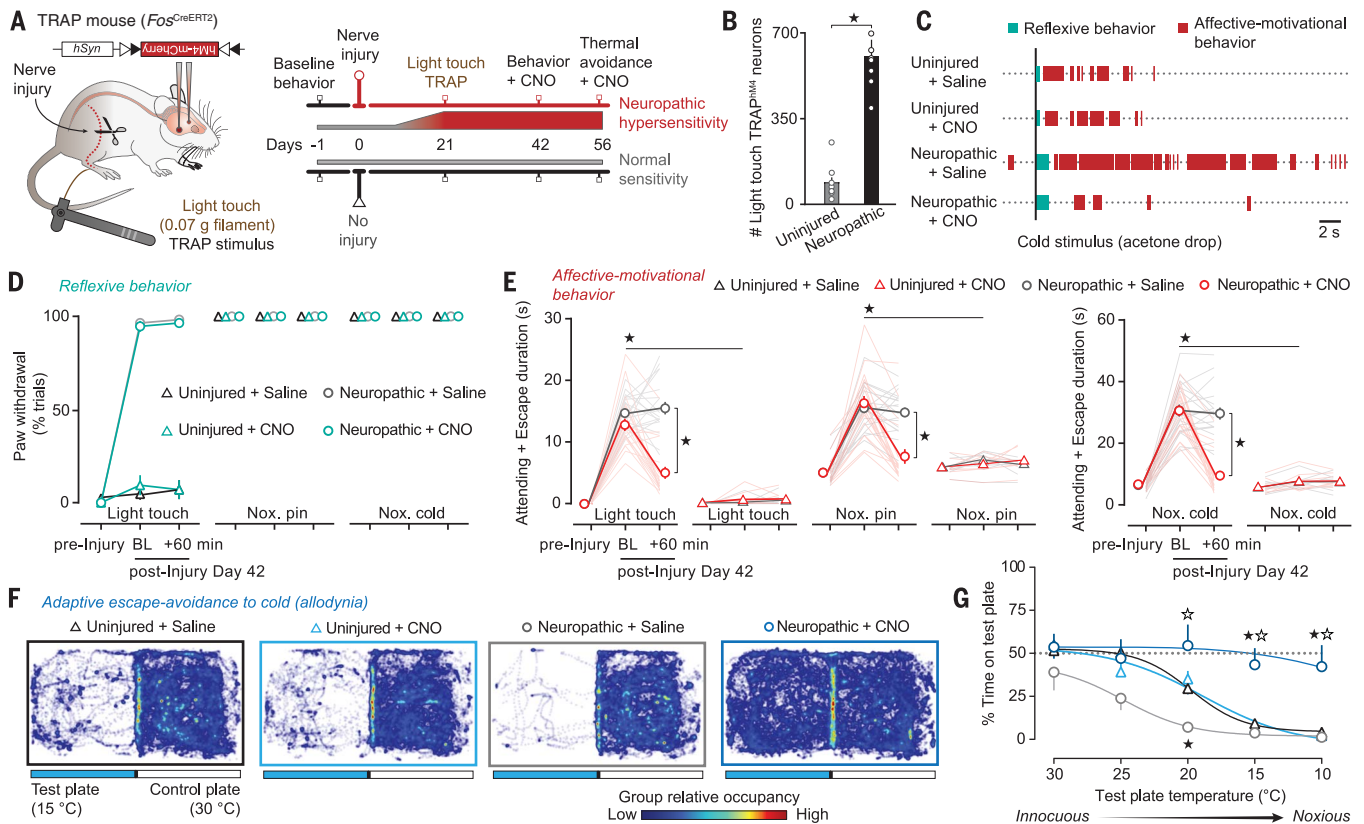 A
TRAP mouse (FosCreERT2)
hSyn
hM4-mCherry
Nerve
injury
Light touch
(0.07 g filament)
TRAP stimulus
Baseline
behavior
Nerve
injury
Light touch
TRAP
Behavior
+ CNO
Thermal
avoidance
+ CNO
Neuropathic
hypersensitivity
Days -1 0 21 42 56
Normal
sensitivity
No
injury
B
# Light touch TRAPhM4 neurons
700
350
0
★
Uninjured
Neuropathic
C
Reflexive behavior
Affective-motivational
behavior
Uninjured
+ Saline
Uninjured
+ CNO
Neuropathic
+ Saline
Neuropathic
+ CNO
Cold stimulus (acetone drop)
2 s
D
Reflexive behavior
Paw withdrawal
(% trials)
100
50
0
Uninjured + Saline
Neuropathic + Saline
Uninjured + CNO
Neuropathic + CNO
Light touch
Nox. pin
Nox. cold
pre-Injury BL +60 min
post-Injury Day 42
E
Affective-motivational
behavior
Uninjured + Saline
Uninjured + CNO
Neuropathic + Saline
Neuropathic + CNO
Attending + Escape duration (s)
30
20
10
0
★
★
★
★
Light touch
Light touch
Nox. pin
Nox. pin
pre-Injury BL +60 min
post-Injury Day 42
Attending + Escape duration (s)
60
40
20
0
★
★
Nox. cold
Nox. cold
pre-Injury BL +60 min
post-Injury Day 42
F
Adaptive escape-avoidance to cold (allodynia)
Uninjured + Saline
Uninjured + CNO
Neuropathic + Saline
Neuropathic + CNO
Test plate
(15 °C)
Control plate
(30 °C)
Group relative occupancy
Low
High
G
% Time on test plate
100
75
50
25
0
☆
★☆
★☆
★
30 25 20 15 10
Test plate temperature (°C)
Innocuous
Noxious